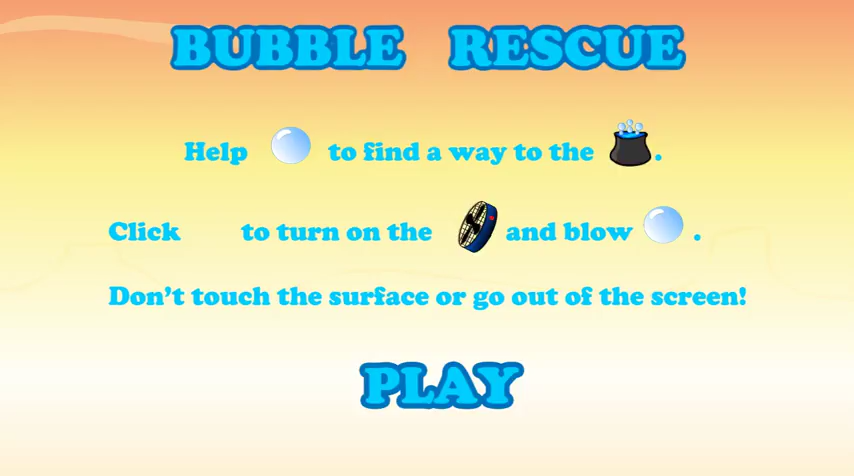 BUBBLE RESCUE
Help to find a way to the .
Click to turn on the and blow .
Don't touch the surface or go out of the screen!
PLAY